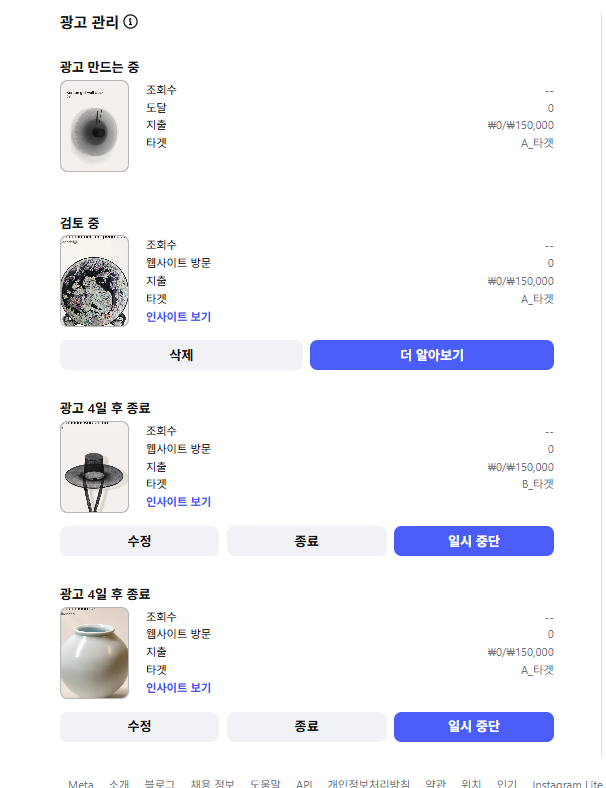 광고 관리
광고 만드는 중
조회수 --
도달 0
지출 ₩0/₩150,000
타겟 A_타겟
검토 중
조회수 --
웹사이트 방문 0
지출 ₩0/₩150,000
타겟 A_타겟
인사이트 보기
삭제 더 알아보기
광고 4일 후 종료
조회수 --
웹사이트 방문 0
지출 ₩0/₩150,000
타겟 B_타겟
인사이트 보기
수정 종료 일시 중단
광고 4일 후 종료
조회수 --
웹사이트 방문 0
지출 ₩0/₩150,000
타겟 A_타겟
인사이트 보기
수정 종료 일시 중단
Meta 소개 블로그 채용 정보 도움말 API 개인정보처리방침 약관 위치 인기 Instagram Lite